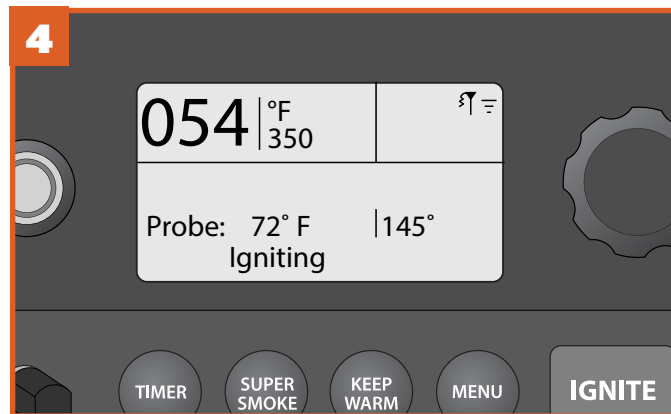 4
054 °F
350
Probe: 72° F 145°
Igniting
TIMER
SUPER
SMOKE
KEEP
WARM
MENU
IGNITE